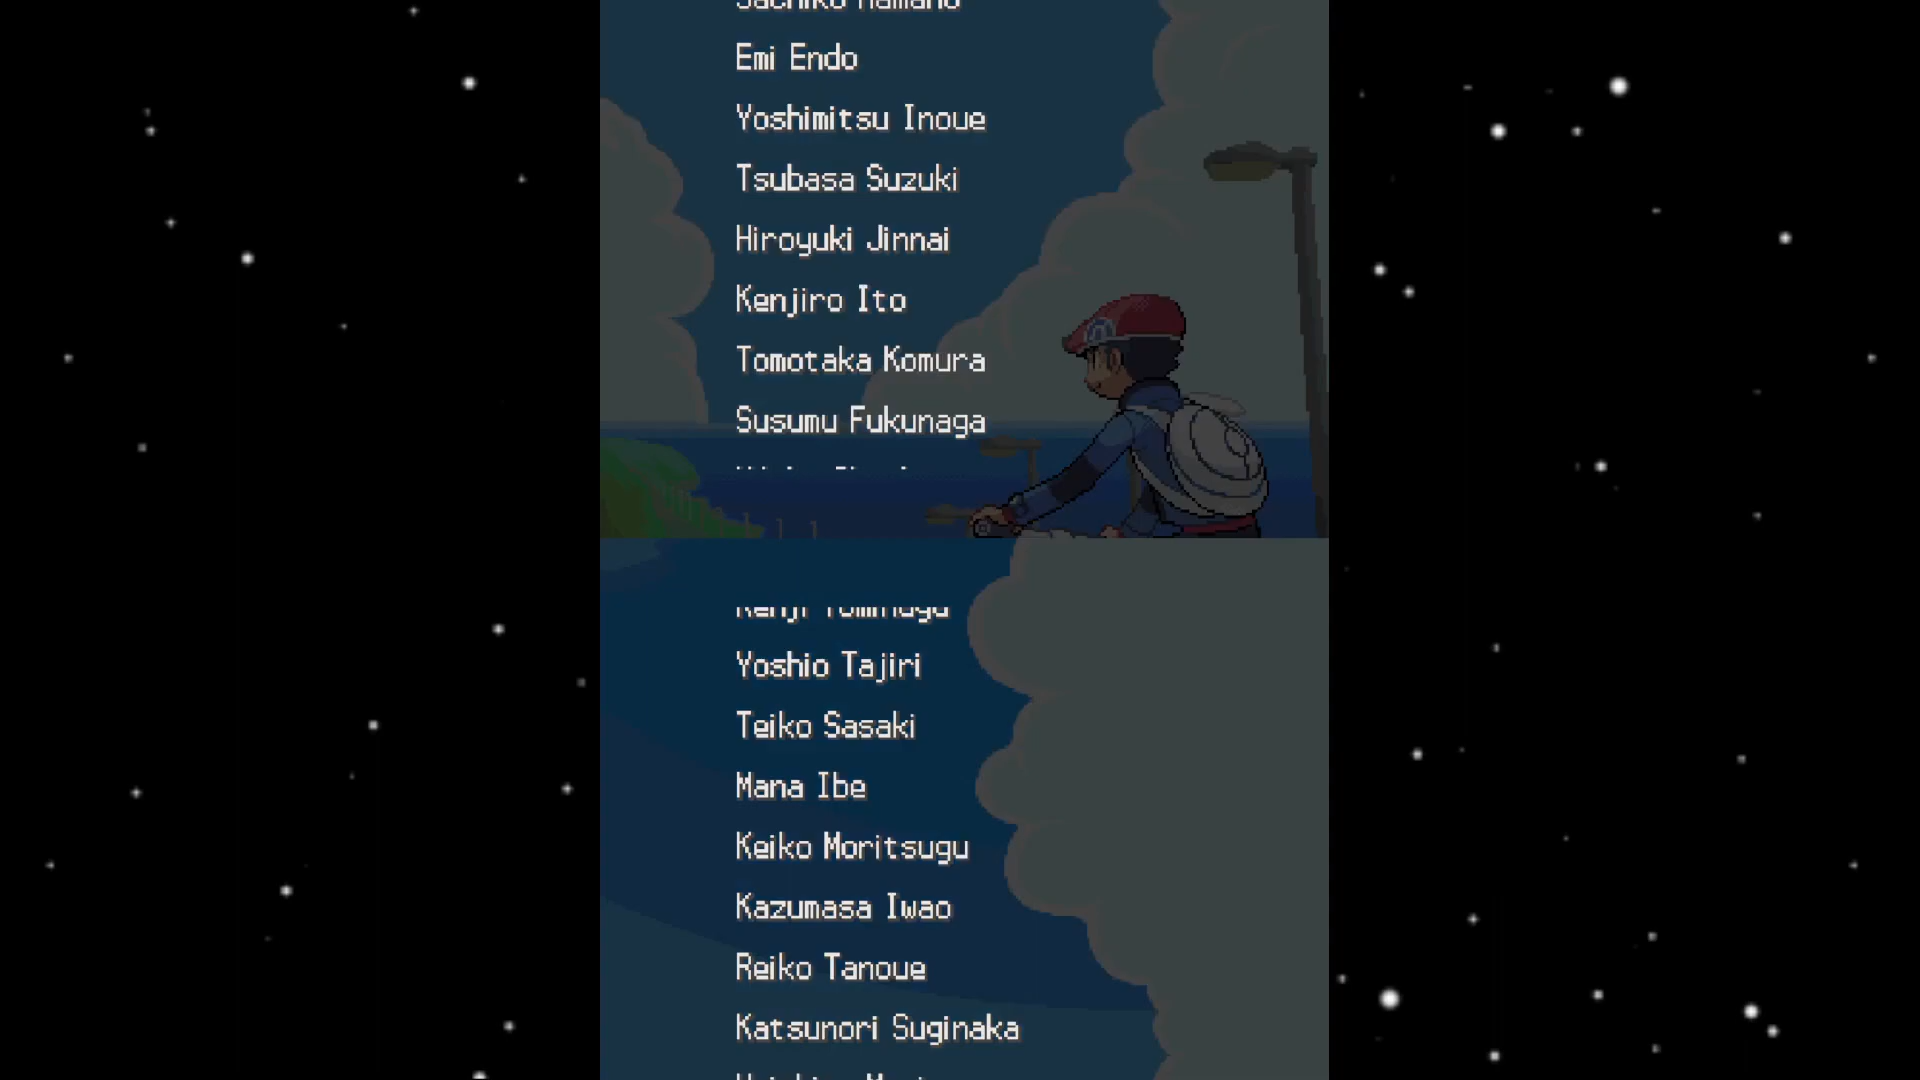 Emi Endo
Yoshimitsu Inoue
Tsubasa Suzuki
Hiroyuki Jinnai
Kenjiro Ito
Tomotaka Komura
Susumu Fukunaga
Yoshio Tajiri
Teiko Sasaki
Mana Ibe
Keiko Moritsugu
Kazumasa Iwao
Reiko Tanoue
Katsunori Suginaka